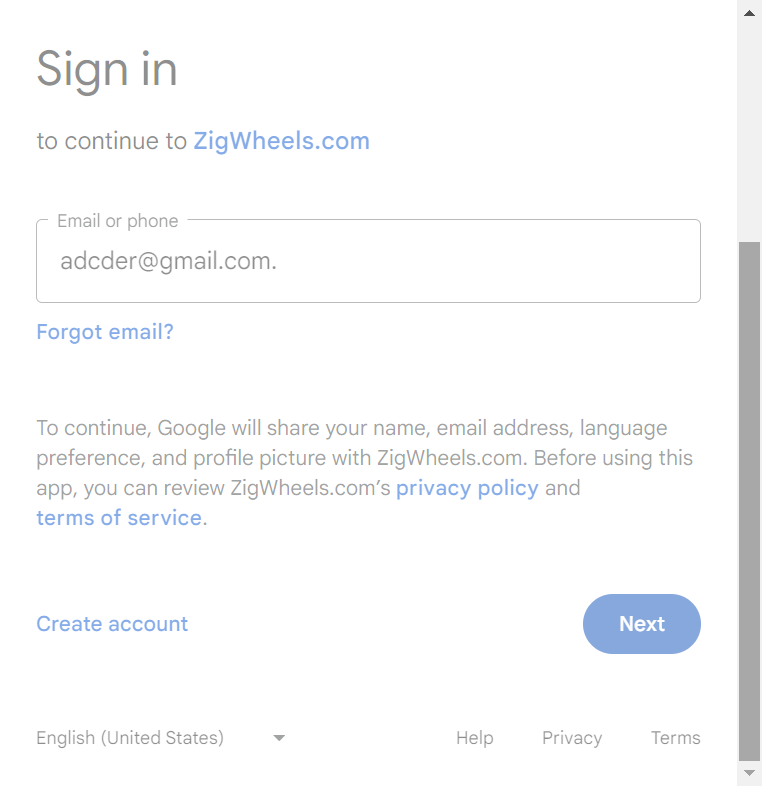 Sign in
to continue to ZigWheels.com
Email or phone
adcder@gmail.com.
Forgot email?
To continue, Google will share your name, email address, language
preference, and profile picture with ZigWheels.com. Before using this
app, you can review ZigWheels.com’s privacy policy and
terms of service.
Create account
Next
English (United States)
Help
Privacy
Terms